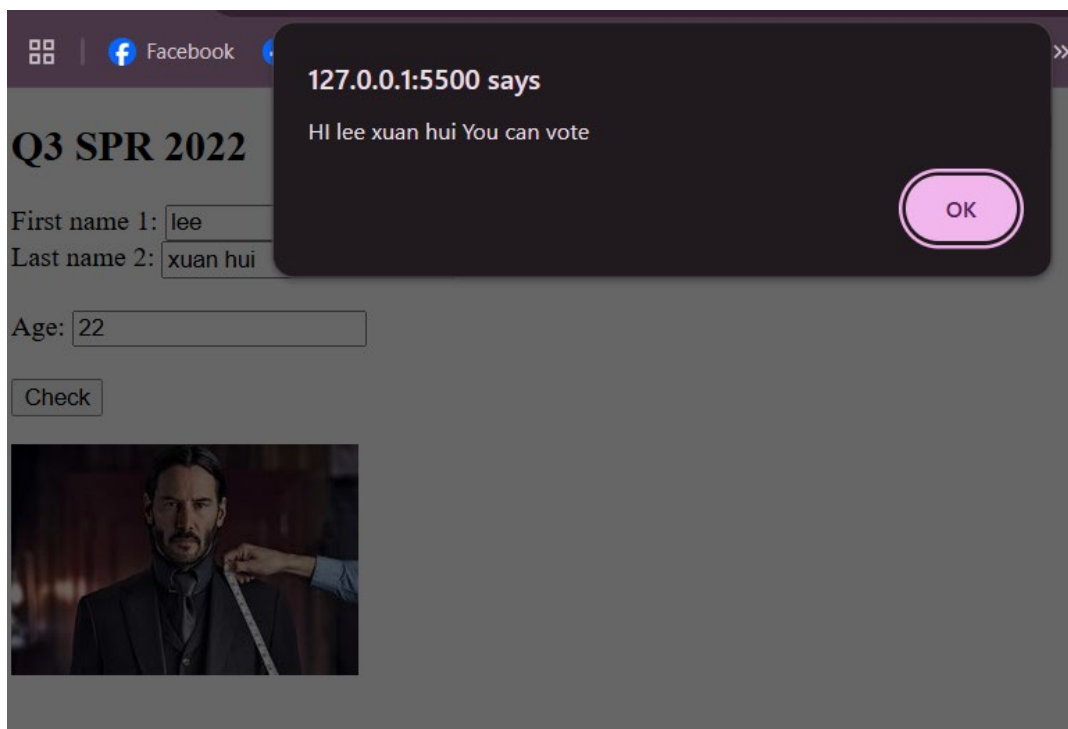 Facebook
»
127.0.0.1:5500 says
HI lee xuan hui You can vote
OK
Q3 SPR 2022
First name 1: lee
Last name 2: xuan hui
Age: 22
Check